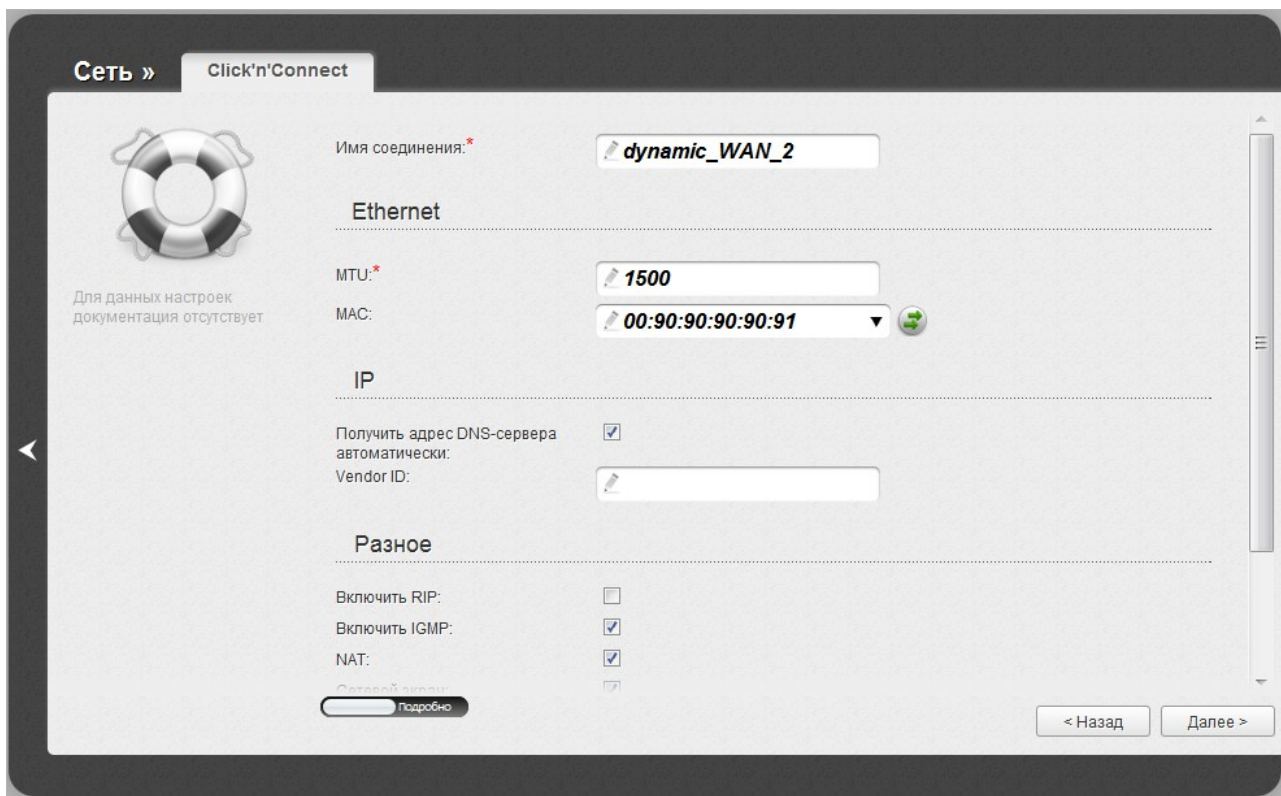 Сеть »
Click'n'Connect
Для данных настроек
документация отсутствует
Имя соединения:*
dynamic_WAN_2
Ethernet
MTU:*
1500
MAC:
00:90:90:90:90:91
IP
Получить адрес DNS-сервера
автоматически:
Vendor ID:
Разное
Включить RIP:
Включить IGMP:
NAT:
Сетевой экран:
Подробно
< Назад
Далее >